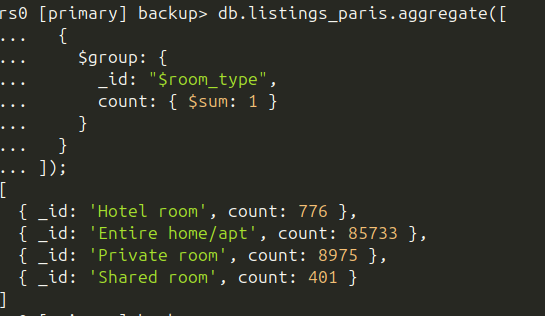 rs0 [primary] backup> db.listings_paris.aggregate([
... {
... $group: {
... _id: "$room_type",
... count: { $sum: 1 }
... }
... }
... ]);
[
{ _id: 'Hotel room', count: 776 },
{ _id: 'Entire home/apt', count: 85733 },
{ _id: 'Private room', count: 8975 },
{ _id: 'Shared room', count: 401 }
]